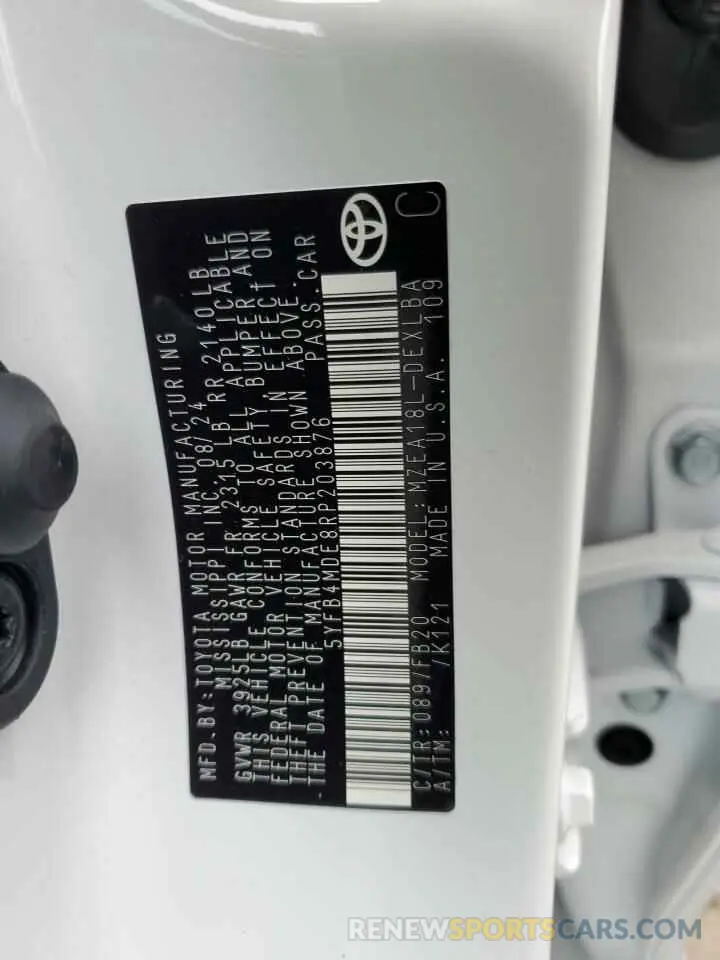 MFD. BY: TOYOTA MOTOR MANUFACTURING
MISSISSIPPI INC. 08/24
GVWR 3925LB GAWR FR 2315 LB RR 2140LB
THIS VEHICLE CONFORMS TO ALL APPLICABLE
FEDERAL MOTOR VEHICLE SAFETY, BUMPER, AND
THEFT PREVENTION STANDARDS IN EFFECT ON
THE DATE OF MANUFACTURE SHOWN ABOVE.
5YFB4MDE8RP203876 PASS. CAR
C/TR: 089/FB20 MODEL: MZEA18L-DEXLBA
A/TM: /K121 MADE IN U.S.A. 109
C
RENEWSPORTSCARS.COM